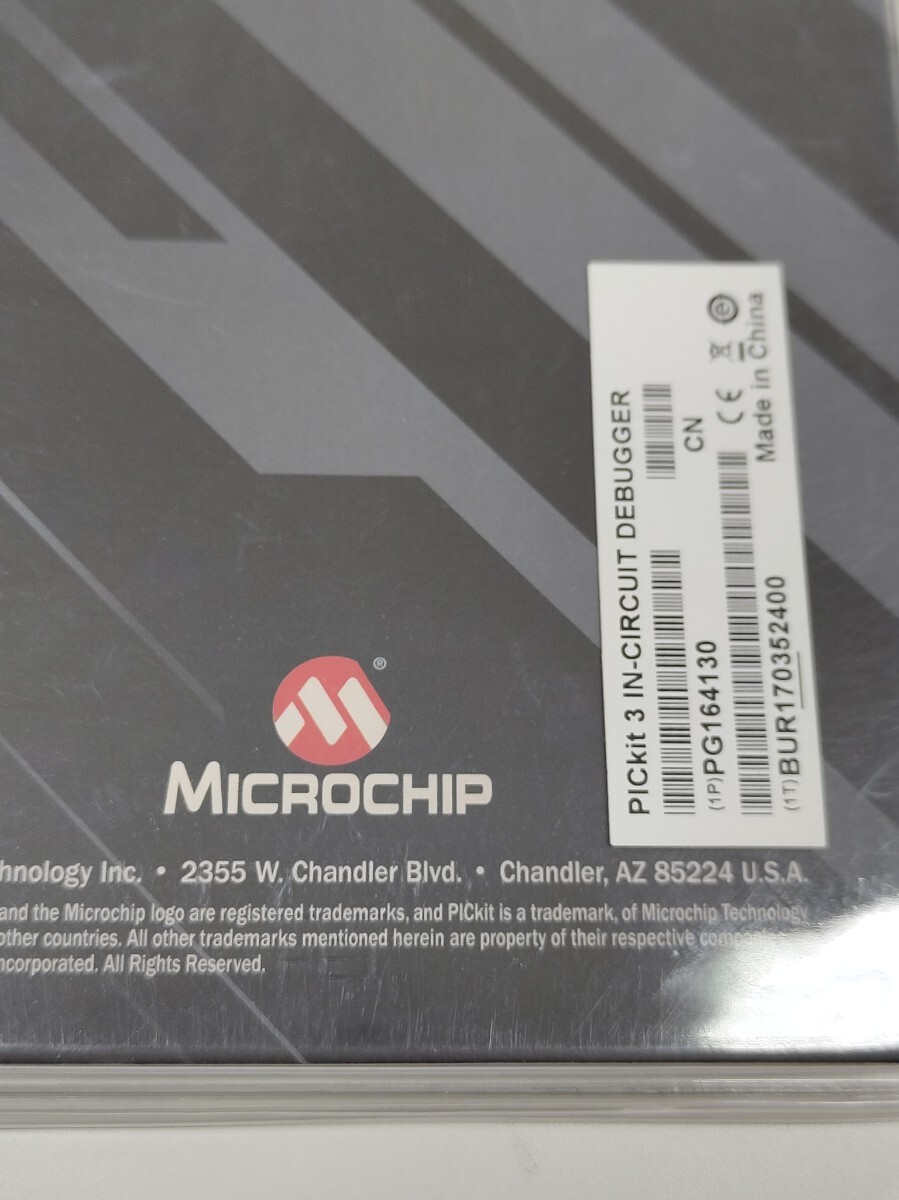 PICkit 3 IN-CIRCUIT DEBUGGER
(1P)PG164130
CN
CE
(1T)BUR170352400
Made in China
®
MICROCHIP
hnology Inc. • 2355 W. Chandler Blvd. • Chandler, AZ 85224 U.S.A.
and the Microchip logo are registered trademarks, and PICkit is a trademark, of Microchip Technology
other countries. All other trademarks mentioned herein are property of their respective
ncorporated. All Rights Reserved.